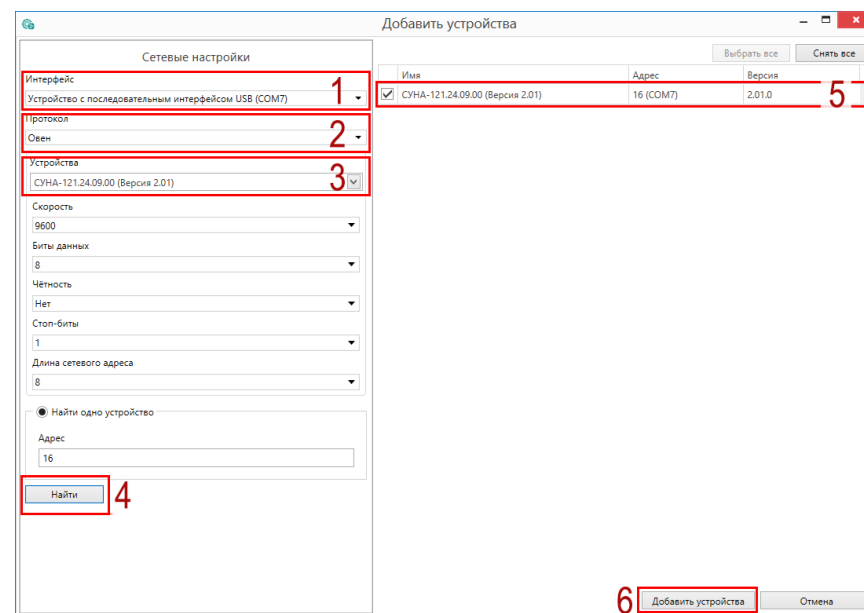 Добавить устройства
Сетевые настройки
Интерфейс
Устройство с последовательным интерфейсом USB (COM7)
1
Протокол
Овен
2
Устройства
СУНА-121.24.09.00 (Версия 2.01)
3
Скорость
9600
Биты данных
8
Чётность
Нет
Стоп-биты
1
Длина сетевого адреса
8
Найти одно устройство
Адрес
16
Найти
4
Выбрать все Снять все
Имя Адрес Версия
СУНА-121.24.09.00 (Версия 2.01) 16 (COM7) 2.01.0
5
6
Добавить устройства Отмена